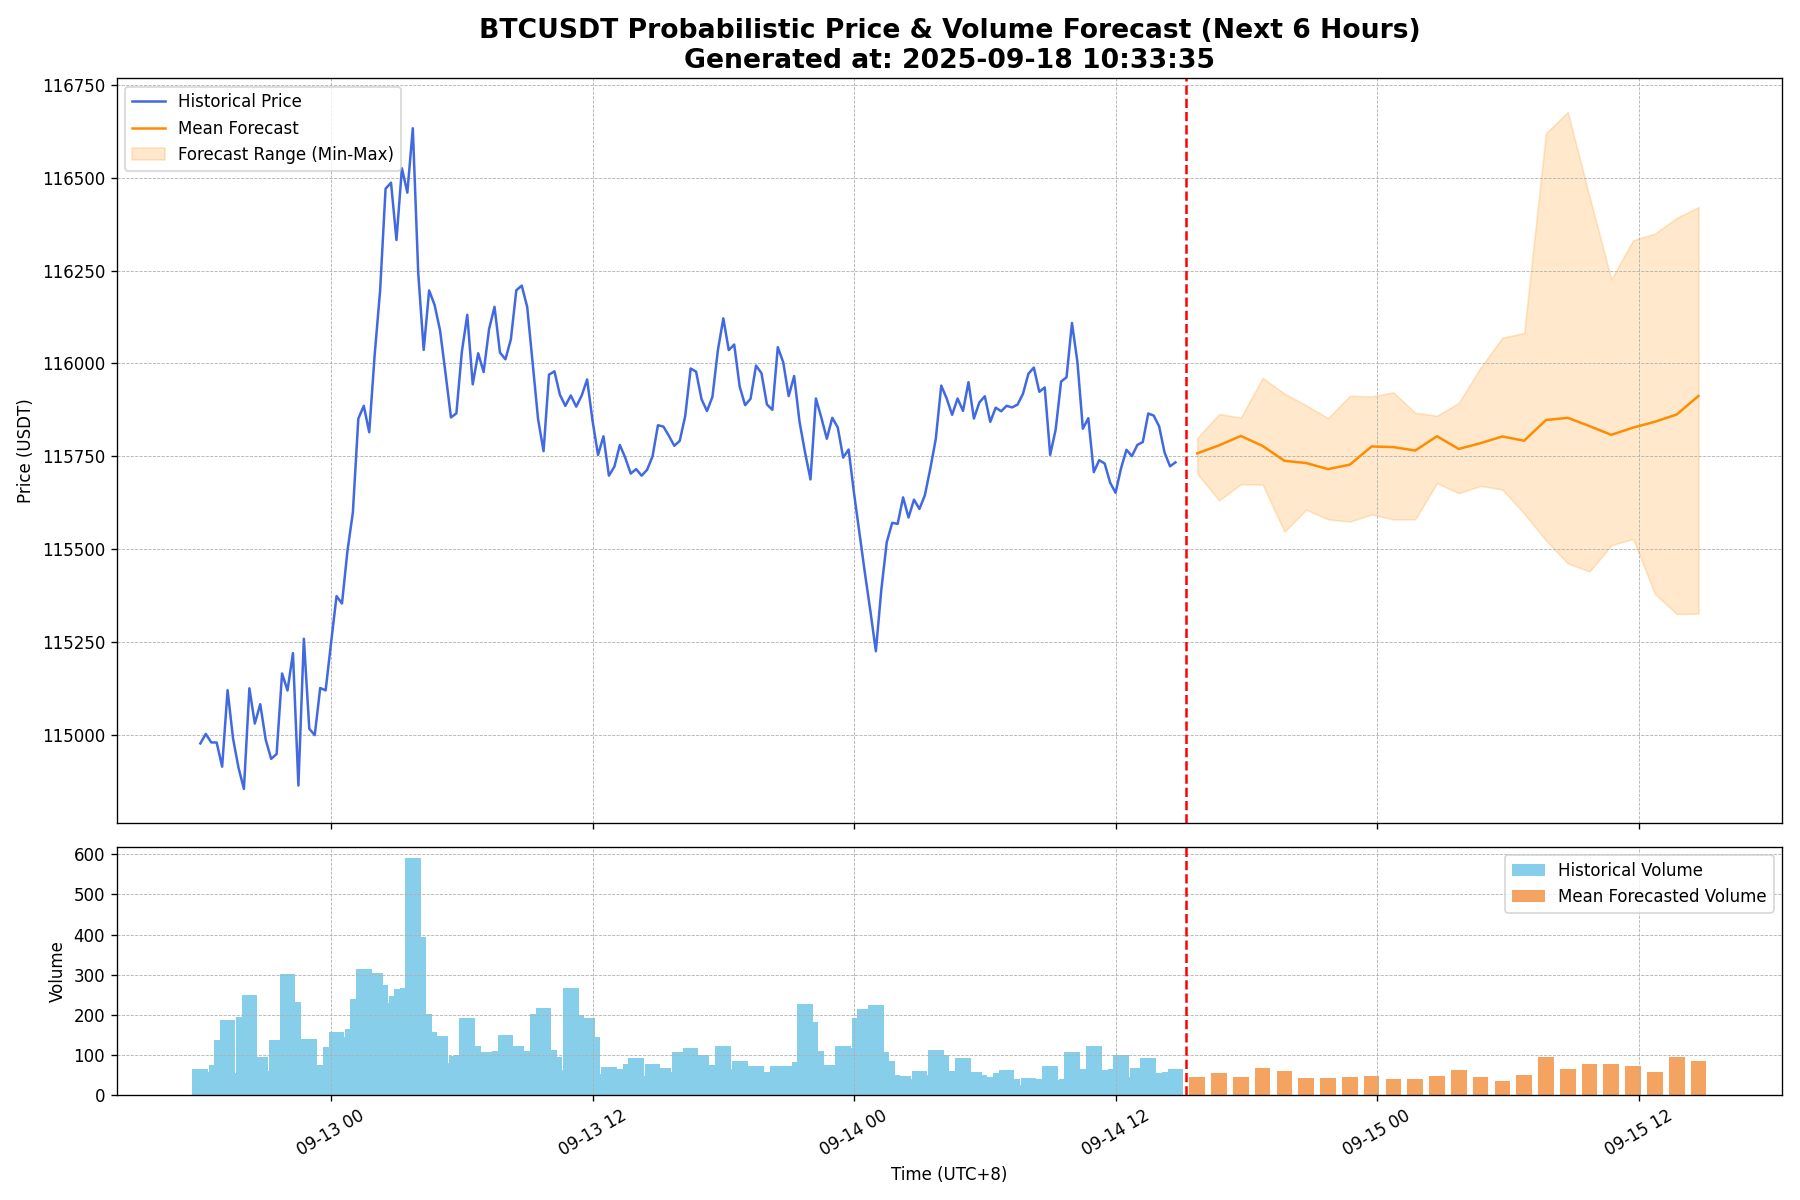 BTCUSDT Probabilistic Price & Volume Forecast (Next 6 Hours)
Generated at: 2025-09-18 10:33:35
Historical Price
Mean Forecast
Forecast Range (Min-Max)
116750
116500
116250
116000
115750
115500
115250
115000
Price (USDT)
Historical Volume
Mean Forecasted Volume
600
500
400
300
200
100
0
Volume
09-13 00
09-13 12
09-14 00
09-14 12
09-15 00
09-15 12
Time (UTC+8)